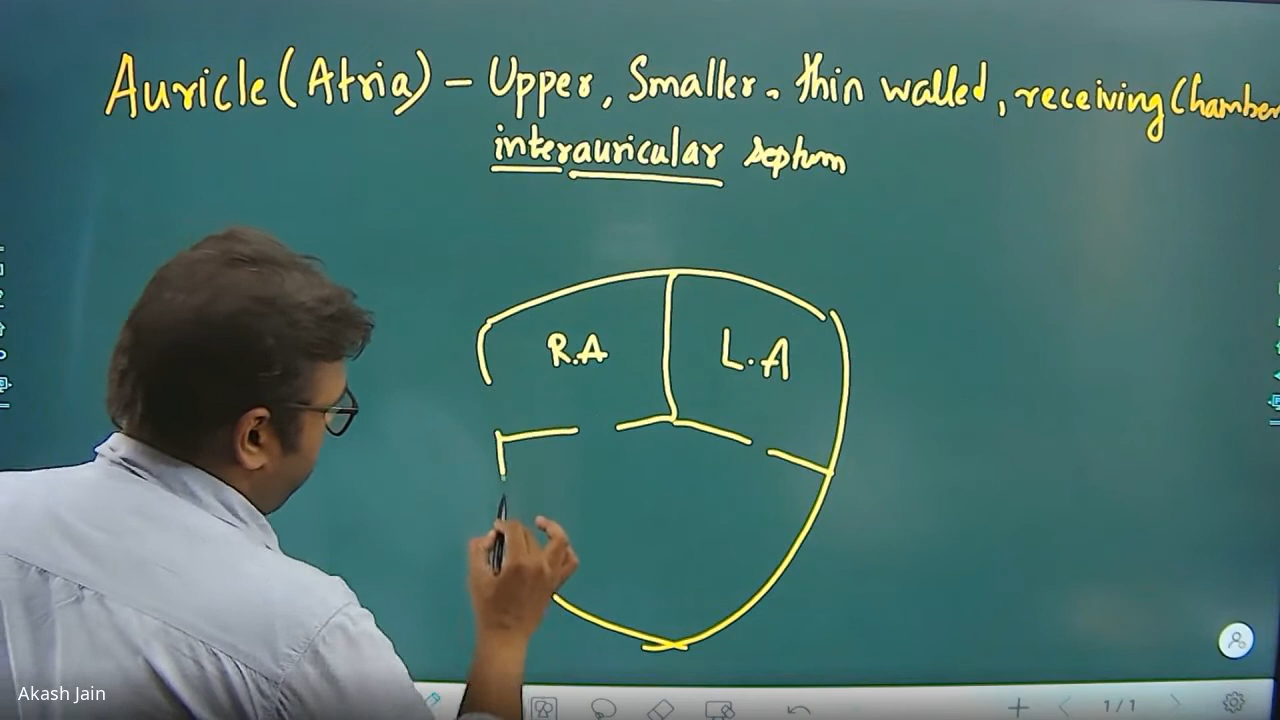 Auricle (Atria) - Upper, Smaller, thin walled, receiving Chamber
interauricular septum
R.A
L.A
Akash Jain
1/1